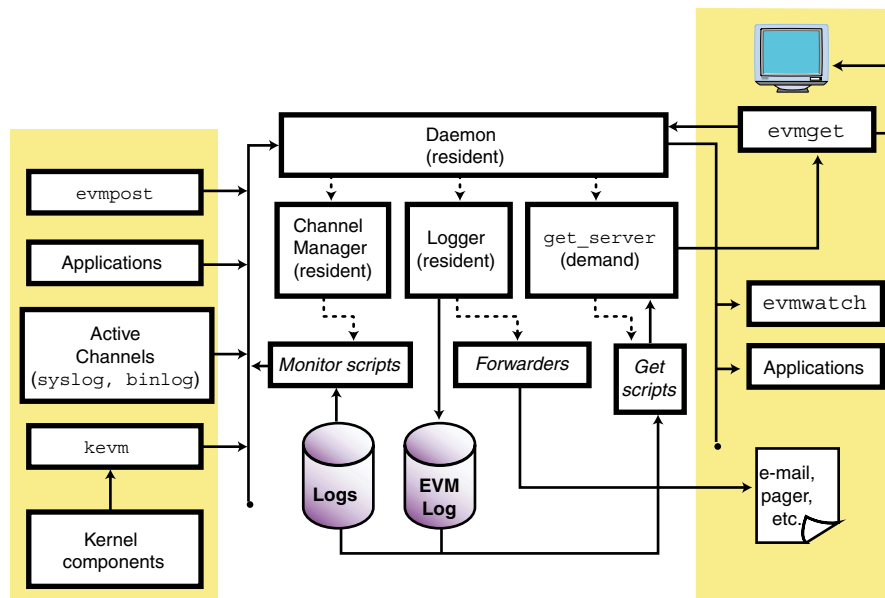 Daemon
(resident)
evmget
evmpost
Applications
Active
Channels
(syslog, binlog)
kevm
Kernel
components
Channel
Manager
(resident)
Logger
(resident)
get_server
(demand)
Monitor scripts
Forwarders
Get
scripts
Logs
EVM
Log
evmwatch
Applications
e-mail,
pager,
etc.